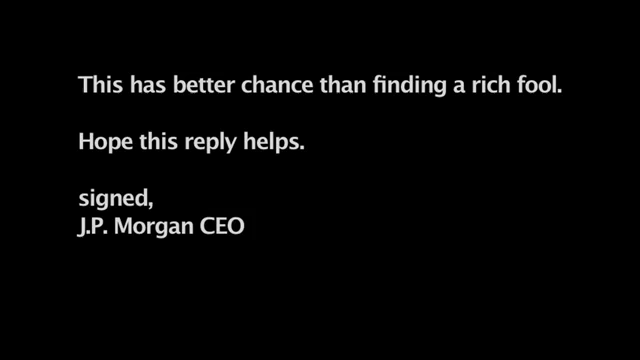 This has better chance than finding a rich fool.
Hope this reply helps.
signed,
J.P. Morgan CEO